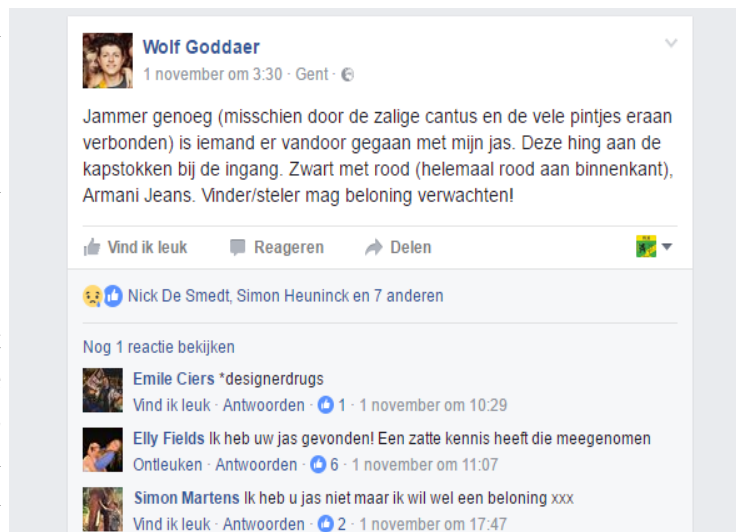 Wolf Goddaer
1 november om 3:30 · Gent ·
Jammer genoeg (misschien door de zalige cantus en de vele pintjes eraan
verbonden) is iemand er vandoor gegaan met mijn jas. Deze hing aan de
kapstokken bij de ingang. Zwart met rood (helemaal rood aan binnenkant),
Armani Jeans. Vinder/steler mag beloning verwachten!
Vind ik leuk Reageren Delen
Nick De Smedt, Simon Heuninck en 7 anderen
Nog 1 reactie bekijken
Emile Ciers *designerdrugs
Vind ik leuk · Antwoorden · 1 · 1 november om 10:29
Elly Fields Ik heb uw jas gevonden! Een zatte kennis heeft die meegenomen
Ontleuken · Antwoorden · 6 · 1 november om 11:07
Simon Martens Ik heb u jas niet maar ik wil wel een beloning xxx
Vind ik leuk · Antwoorden · 2 · 1 november om 17:47